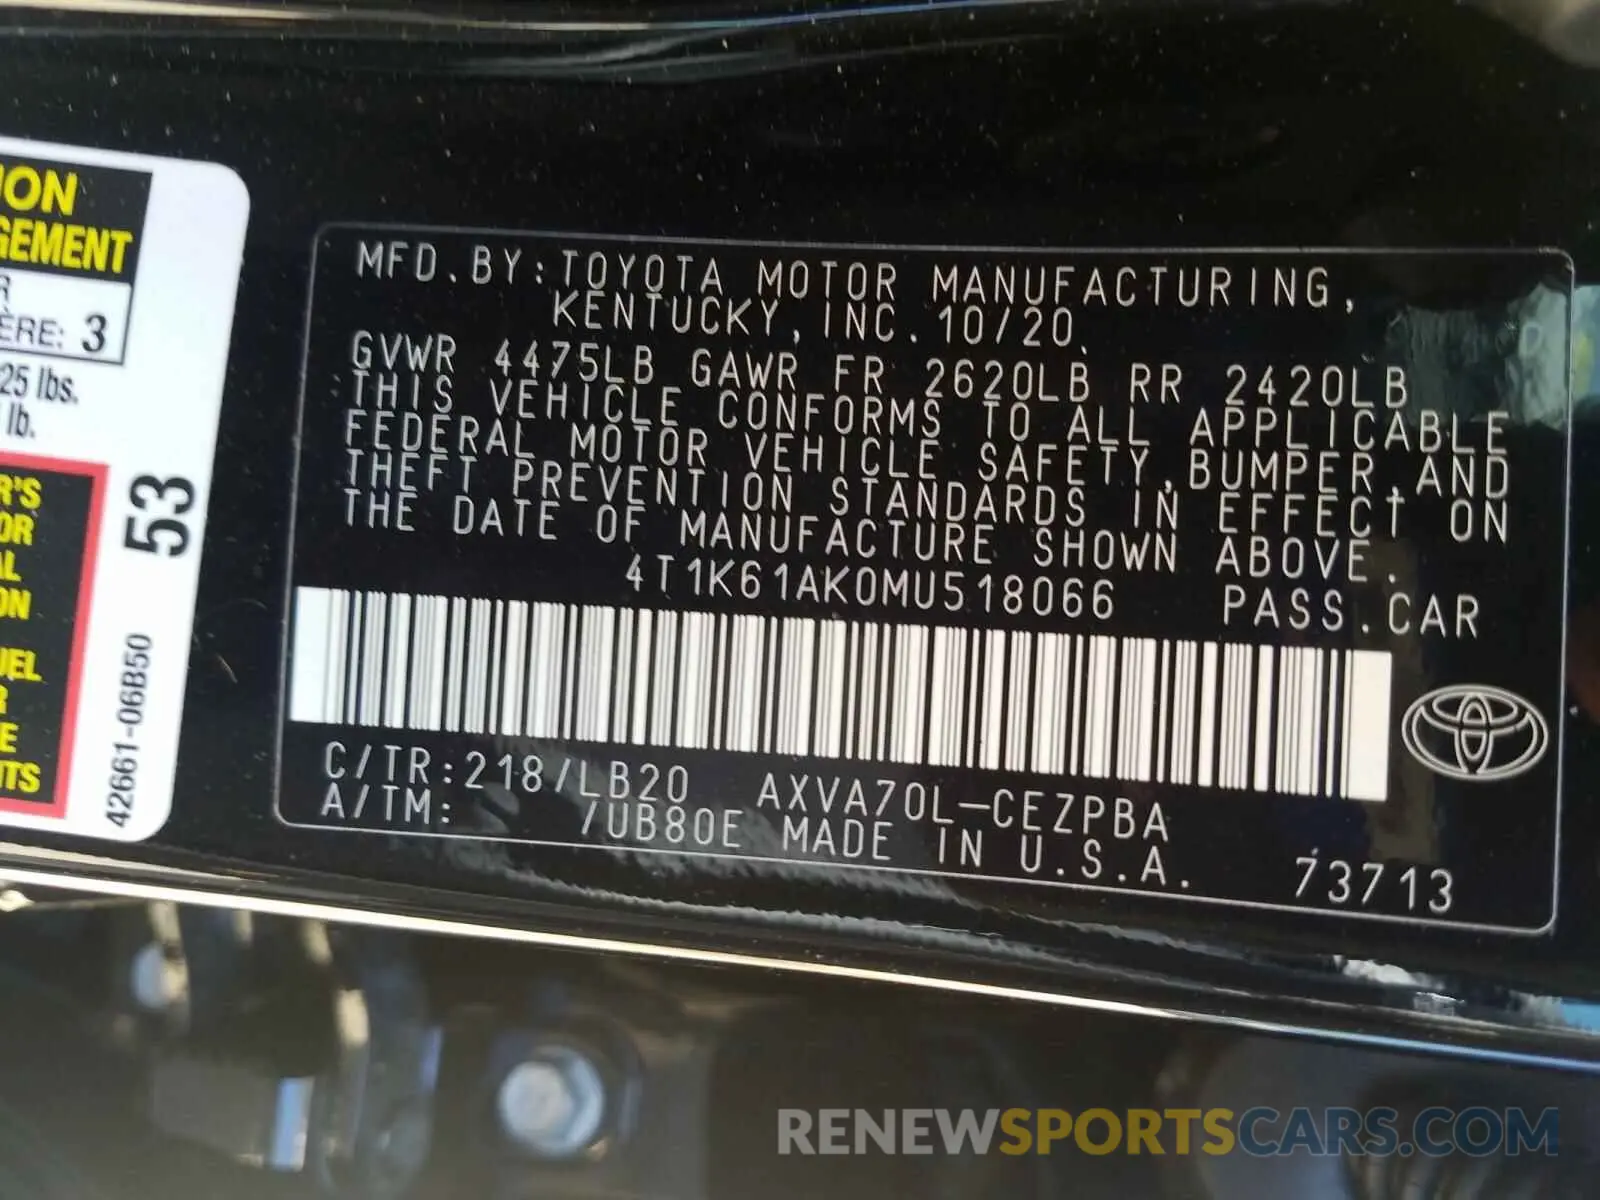 MFD.BY:TOYOTA MOTOR MANUFACTURING,
KENTUCKY,INC.10/20.
GVWR 4475LB GAWR FR 2620LB RR 2420LB
THIS VEHICLE CONFORMS TO ALL APPLICABLE
FEDERAL MOTOR VEHICLE SAFETY,BUMPER,AND
THEFT PREVENTION STANDARDS IN EFFECT ON
THE DATE OF MANUFACTURE SHOWN ABOVE.
4T1K61AK0MU518066 PASS.CAR
C/TR:218/LB20 AXVA70L-CEZPBA
A/TM: /UB80E MADE IN U.S.A.
73713
GEMENT
ÈRE: 3
25 lbs.
lb.
R'S
OR
ON
TS
53
42661-06B50
RENEWSPORTSCARS.COM